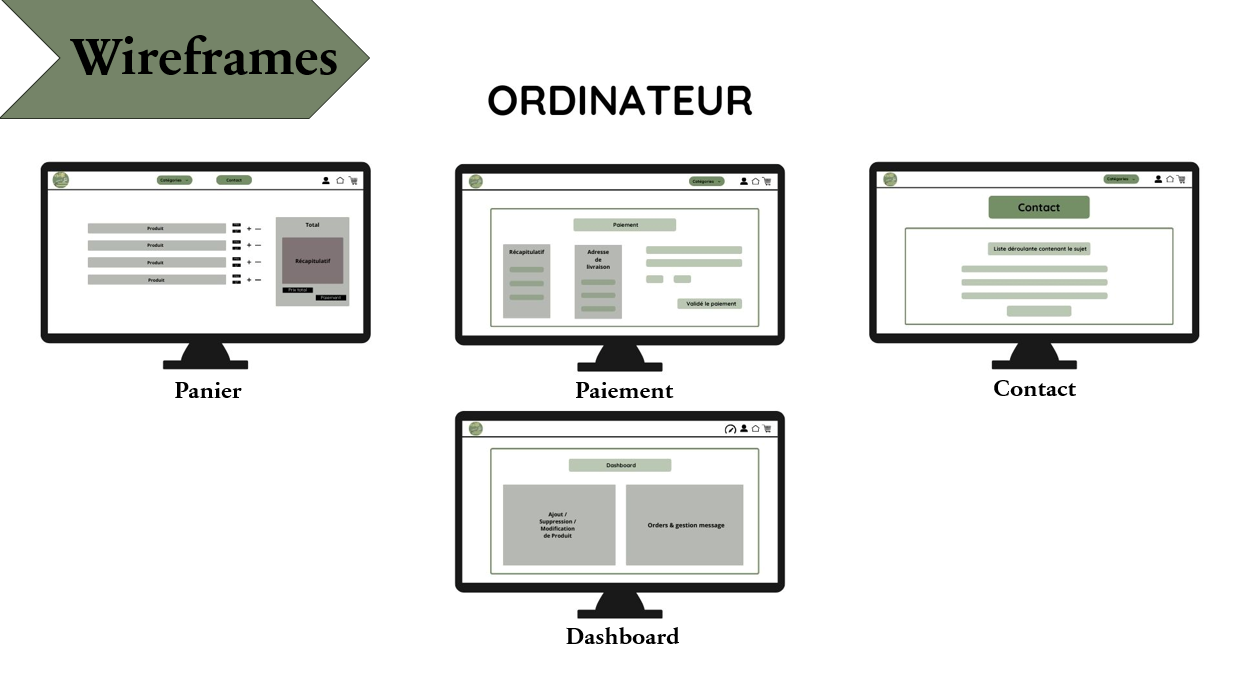 Wireframes
ORDINATEUR
Catégories
Contact
Produit
Produit
Produit
Produit
Total
Récapitulatif
Prix total
Paiement
Panier
Catégories
Paiement
Récapitulatif
Adresse
de
livraison
Validé le paiement
Paiement
Catégories
Contact
Liste déroulante contenant le sujet
Contact
Dashboard
Ajout /
Suppression /
Modification
de Produit
Orders & gestion message
Dashboard